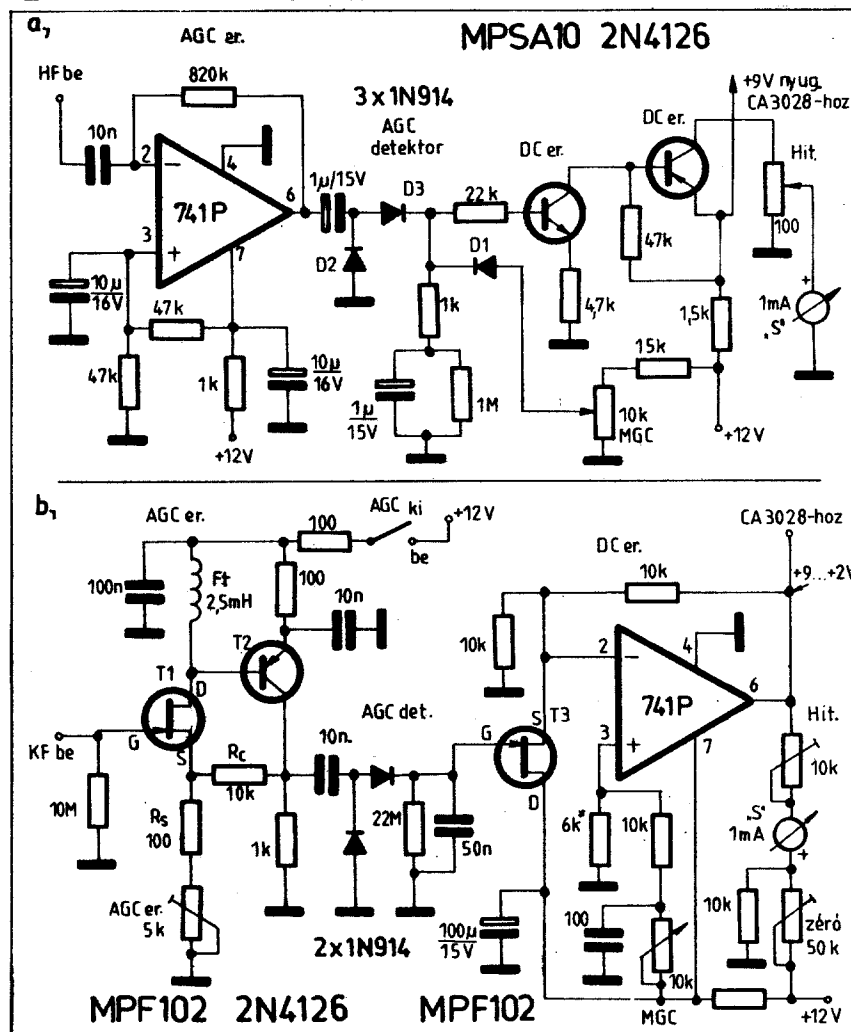 a,
AGC er.
MPSA10 2N4126
HF be
820k
3x1N914
AGC
detektor
+9V nyug.
CA3028-hoz
10n
2
4
1µ/15V
D3
DC er.
DC er.
Hit.
741P
6
22k
100
3
7
D2
D1
47k
10µ
16V
47k
1k
4,7k
1,5k
1mA
„S"
+
47k
1k
10µ
16V
15k
1µ
15V
1M
10k
MGC
+12V
+12V
b,
AGC er.
100
AGC ki
be
+12V
CA3028-hoz
100n
Ft
2,5mH
100
10n
DC er.
10k
+9...+2V
10k
T2
2
4
T1
D
741P
6
AGC det.
S
T3
Hit.
KF be
G
S
Rc
10k
10n
G
3
7
10k
D
„S"
1mA
10M
Rs
100
22M
6k*
10k
+
1k
50n
AGC er.
5k
10k
zéró
50k
100µ
15V
100
10k
2x1N914
MPF102 2N4126
MPF102
MGC
+12V